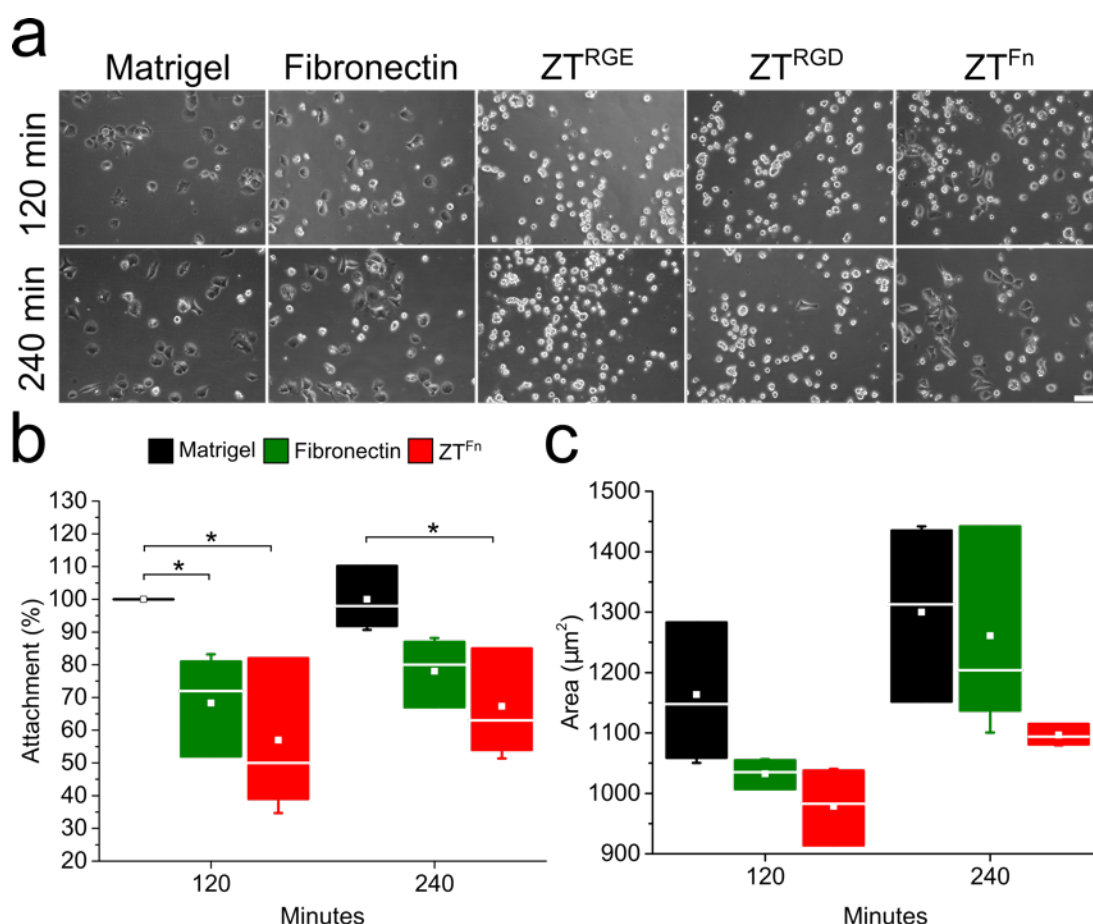 a
Matrigel Fibronectin ZT^RGE ZT^RGD ZT^Fn
120 min
240 min
b
Matrigel Fibronectin ZT^Fn
Attachment (%)
130
120
110
100
90
80
70
60
50
40
30
20
* * *
120 240
Minutes
c
Area (µm²)
1500
1400
1300
1200
1100
1000
900
120 240
Minutes